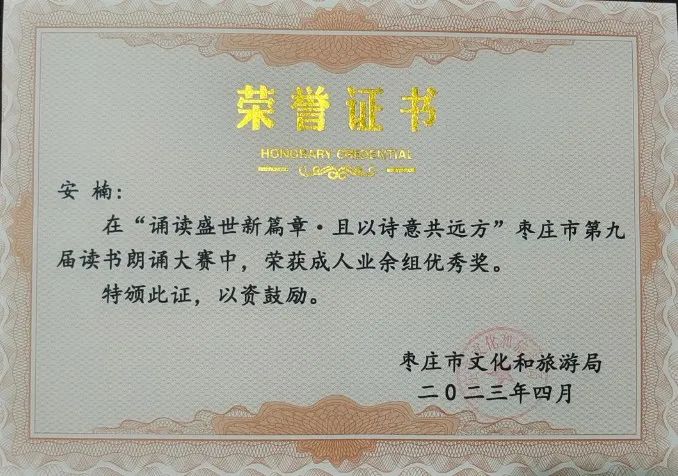 荣誉证书
HONORARY CREDENTIAL
安 楠：
在“诵读盛世新篇章·且以诗意共远方”枣庄市第九
届读书朗诵大赛中，荣获成人业余组优秀奖。
特颁此证，以资鼓励。
枣庄市文化和旅游局
二〇二三年四月